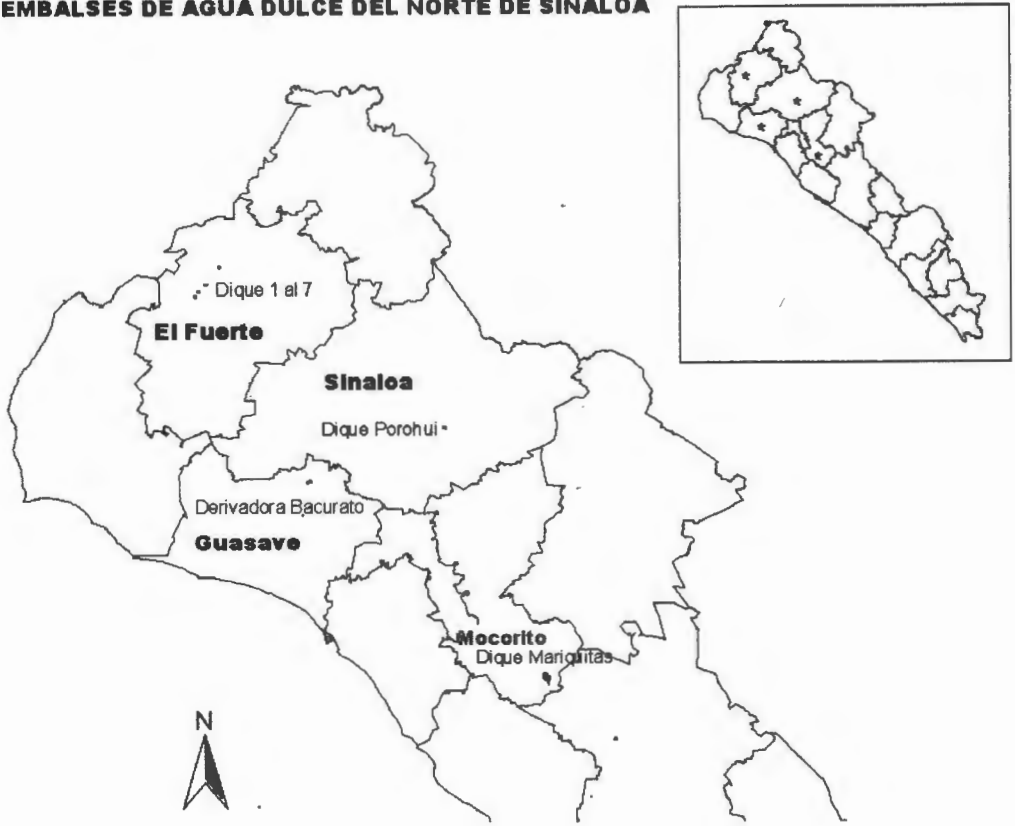 EMBALSES DE AGUA DULCE DEL NORTE DE SINALOA
Dique 1 al 7
El Fuerte
Sinaloa
Dique Porohui
Derivadora Bacurato
Guasave
Mocorito
Dique Mariquitas
N